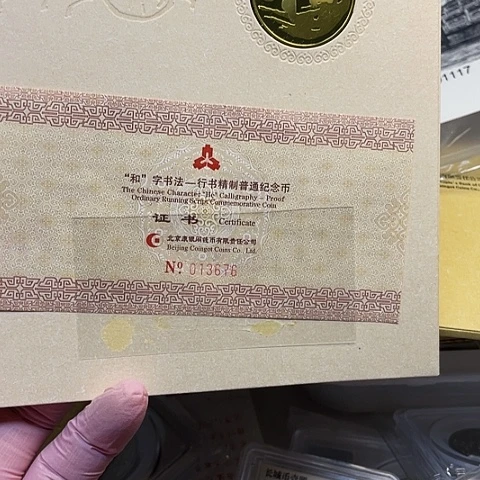 1117
"和"字书法—行书精制普通纪念币
The Chinese Character "He" Calligraphy - Proof
Ordinary Running Script Commemorative Coin
证 书 Certificate
北京康银阁钱币有限责任公司
Beijing Coingot Coins Co., Ltd.
Nº 013676